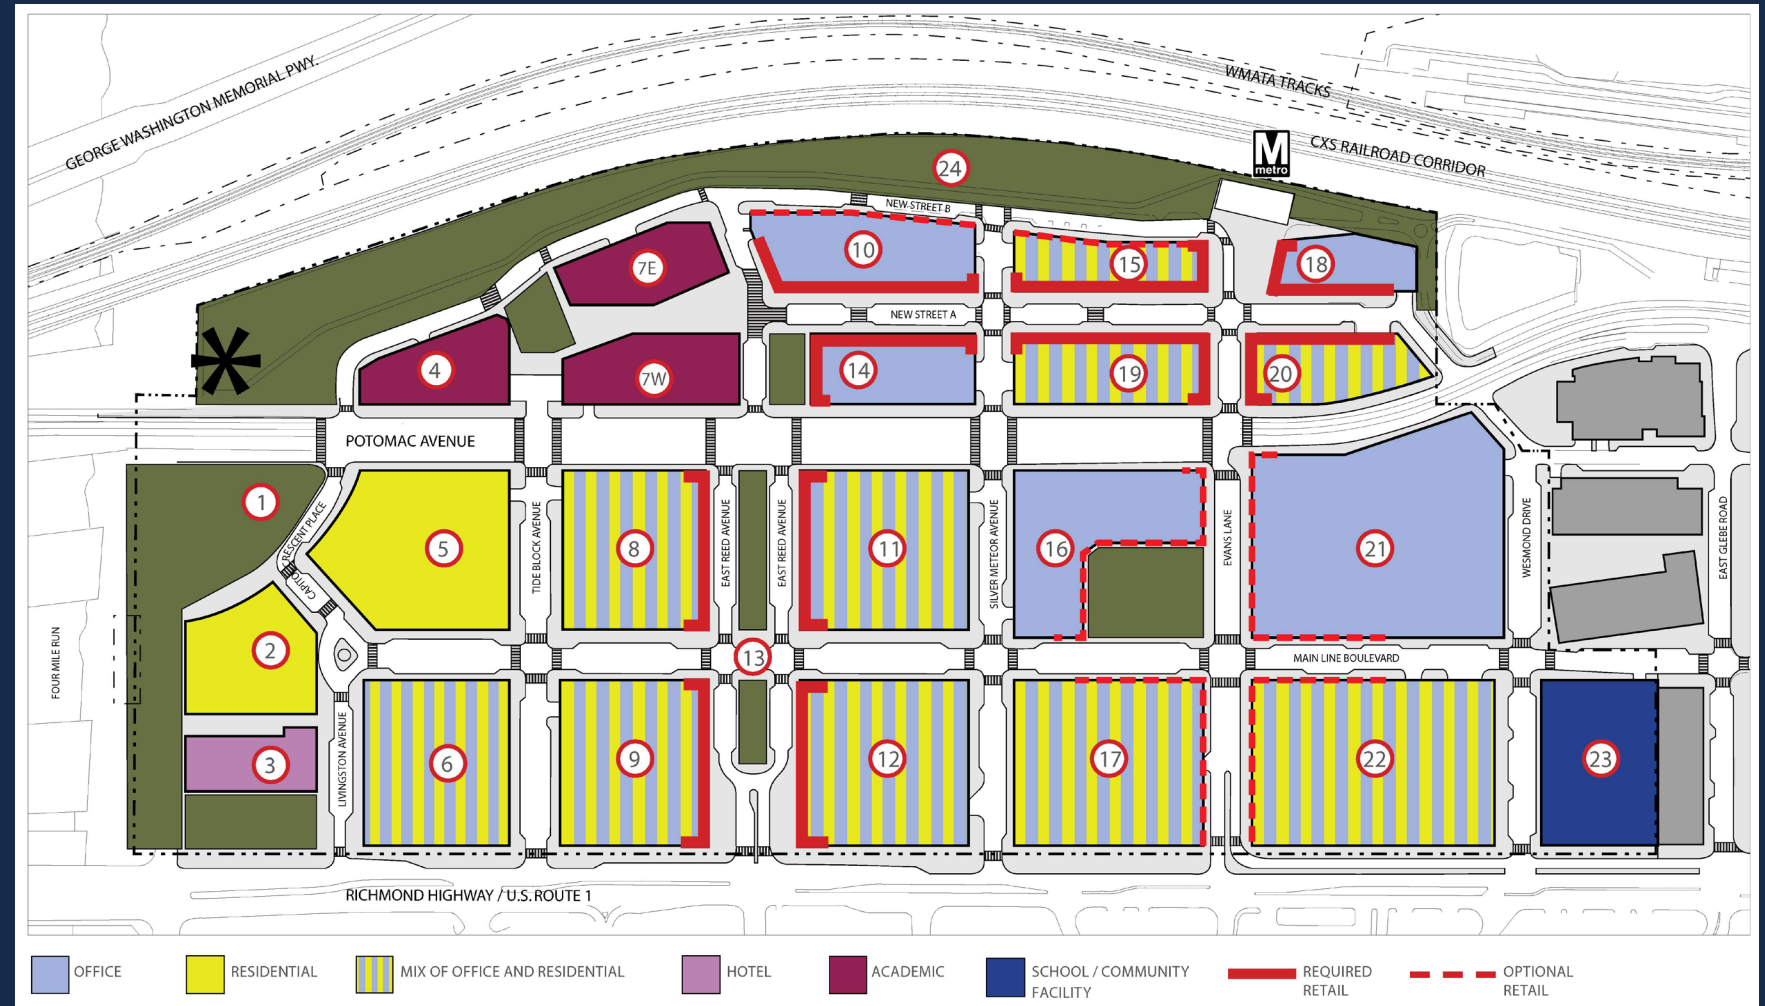 GEORGE WASHINGTON MEMORIAL PWY.
WMATA TRACKS
CXS RAILROAD CORRIDOR
M
metro
24
NEW STREET B
10
7E
15
18
NEW STREET A
4
7W
14
19
20
POTOMAC AVENUE
1
CAPITOL CRESCENT PLACE
5
TIDE BLOCK AVENUE
8
EAST REED AVENUE
EAST REED AVENUE
11
SILVER METEOR AVENUE
16
EVANS LANE
21
WESMOND DRIVE
EAST GLEBE ROAD
FOUR MILE RUN
2
13
MAIN LINE BOULEVARD
3
LIVINGSTON AVENUE
6
9
12
17
22
23
RICHMOND HIGHWAY / U.S. ROUTE 1
OFFICE
RESIDENTIAL
MIX OF OFFICE AND RESIDENTIAL
HOTEL
ACADEMIC
SCHOOL / COMMUNITY
FACILITY
REQUIRED
RETAIL
OPTIONAL
RETAIL